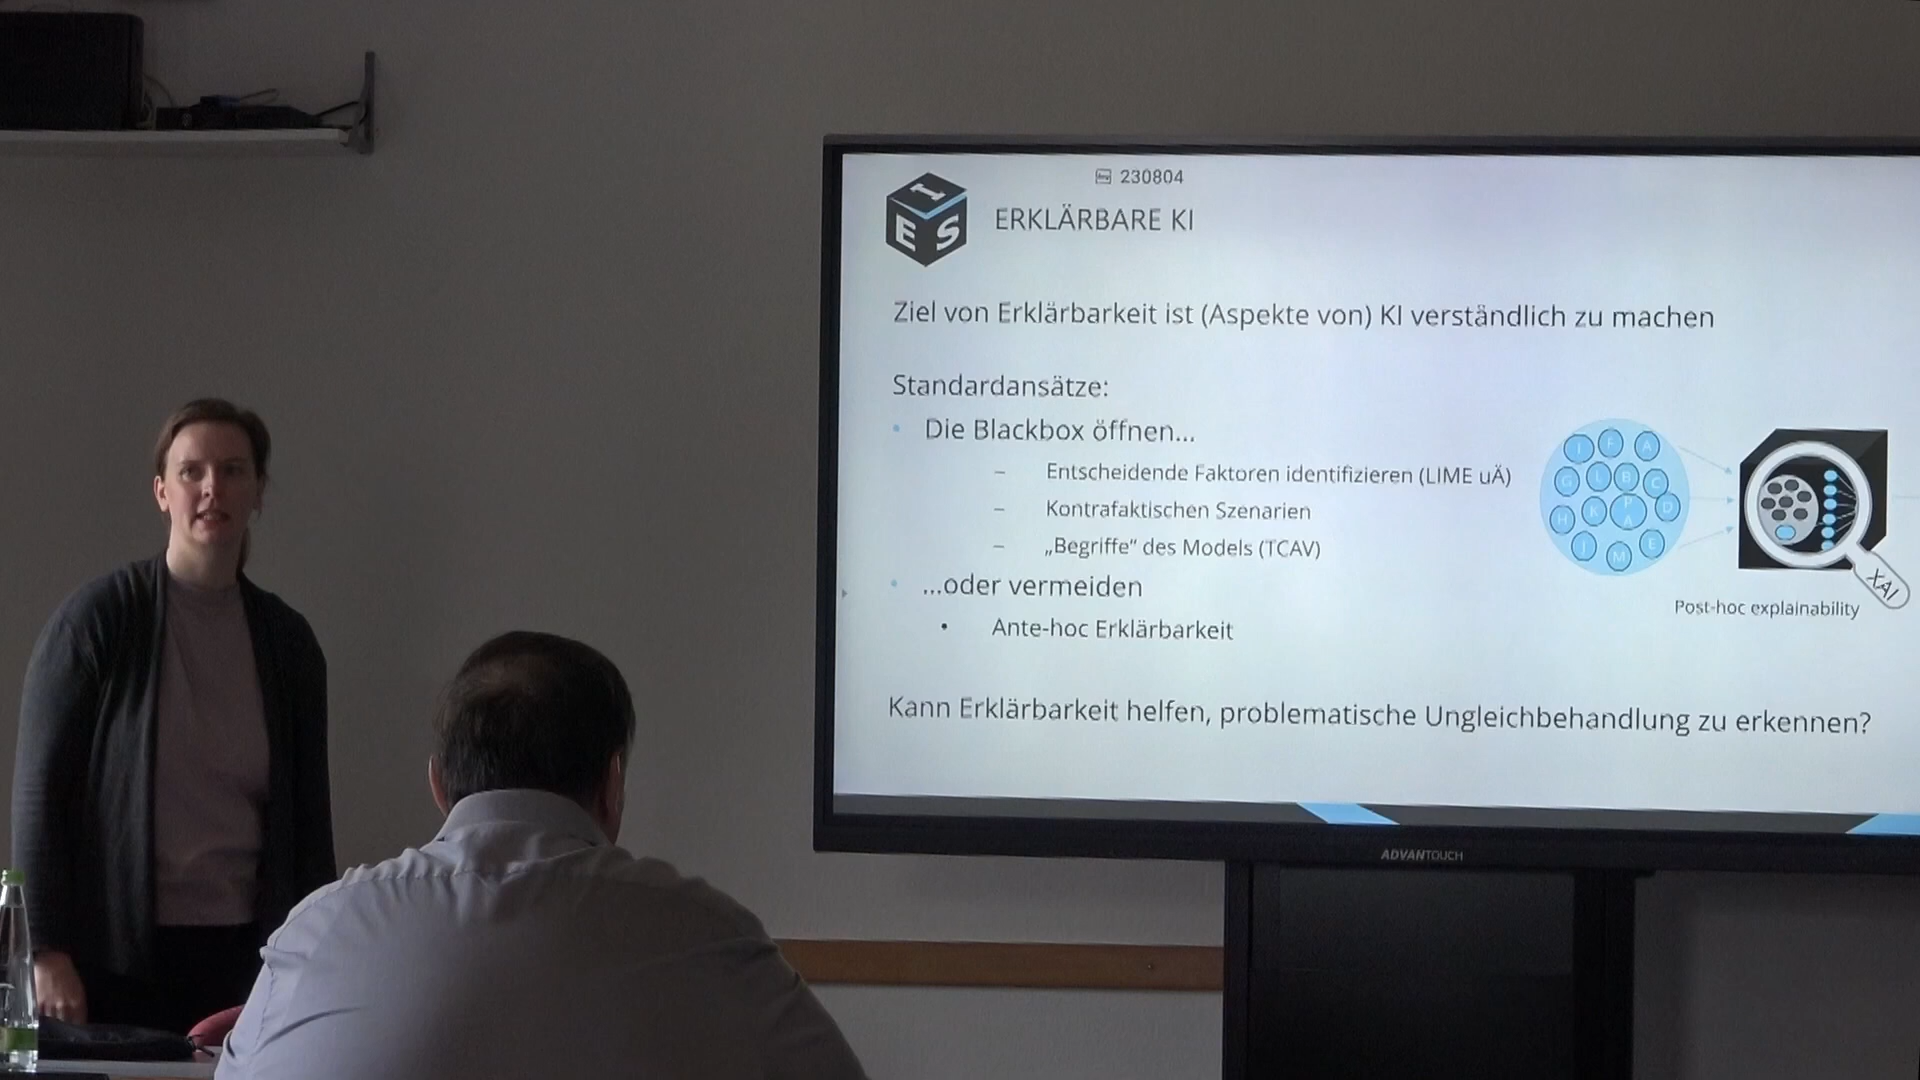 230804
I
E S
ERKLÄRBARE KI
Ziel von Erklärbarkeit ist (Aspekte von) KI verständlich zu machen
Standardansätze:
• Die Blackbox öffnen...
– Entscheidende Faktoren identifizieren (LIME uÄ)
– Kontrafaktischen Szenarien
– „Begriffe“ des Models (TCAV)
• ...oder vermeiden
• Ante-hoc Erklärbarkeit
I F A
G L B C
H K P A D
J M E
XAI
Post-hoc explainability
Kann Erklärbarkeit helfen, problematische Ungleichbehandlung zu erkennen?
ADVANTOUCH